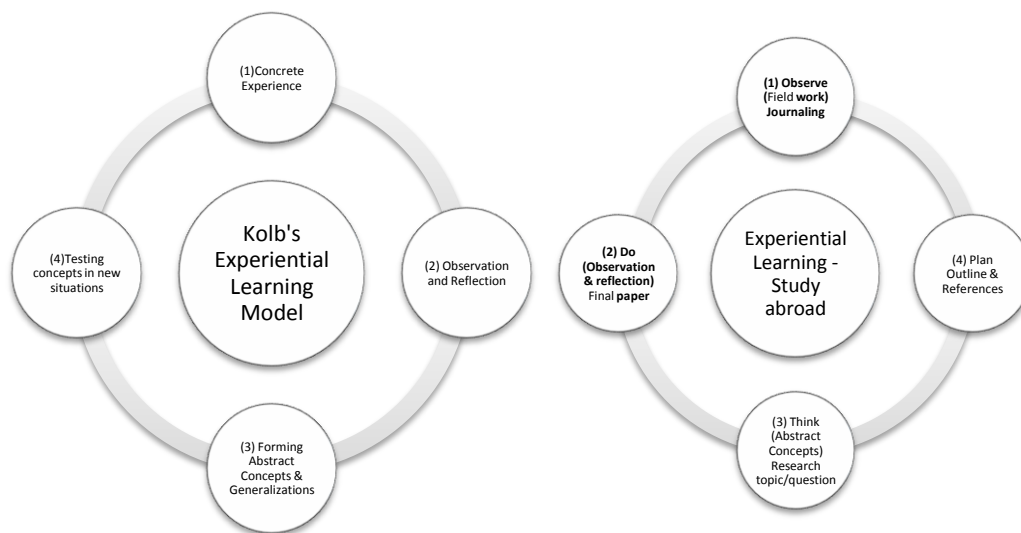 (1)Concrete
Experience
(2) Observation
and Reflection
(3) Forming
Abstract
Concepts &
Generalizations
(4)Testing
concepts in new
situations
Kolb's
Experiential
Learning
Model
(1) Observe
(Field work)
Journaling
(4) Plan
Outline &
References
(3) Think
(Abstract
Concepts)
Research
topic/question
(2) Do
(Observation
& reflection)
Final paper
Experiential
Learning -
Study
abroad